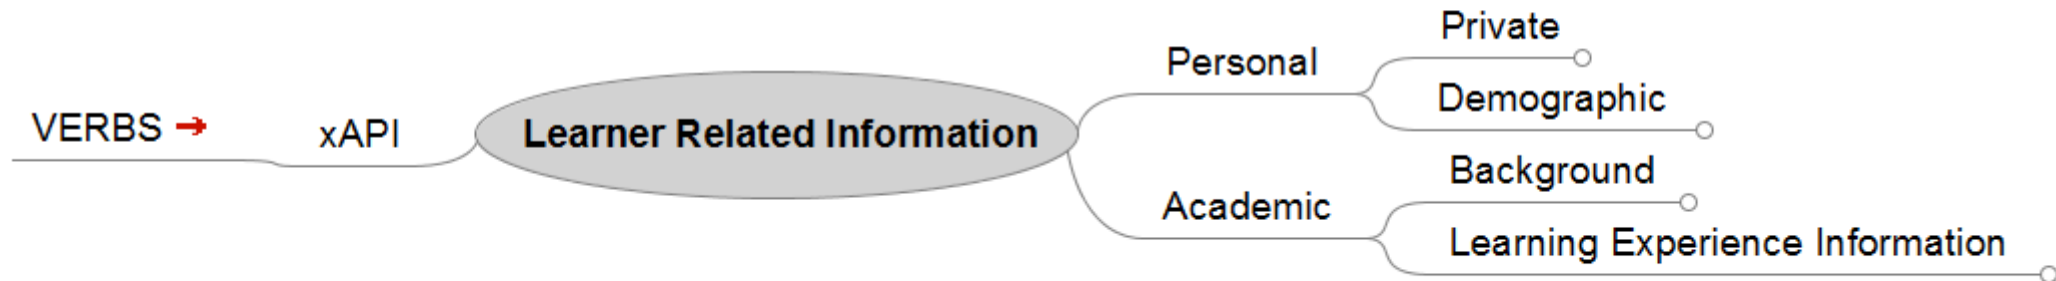 VERBS
xAPI
Learner Related Information
Personal
Private
Demographic
Academic
Background
Learning Experience Information